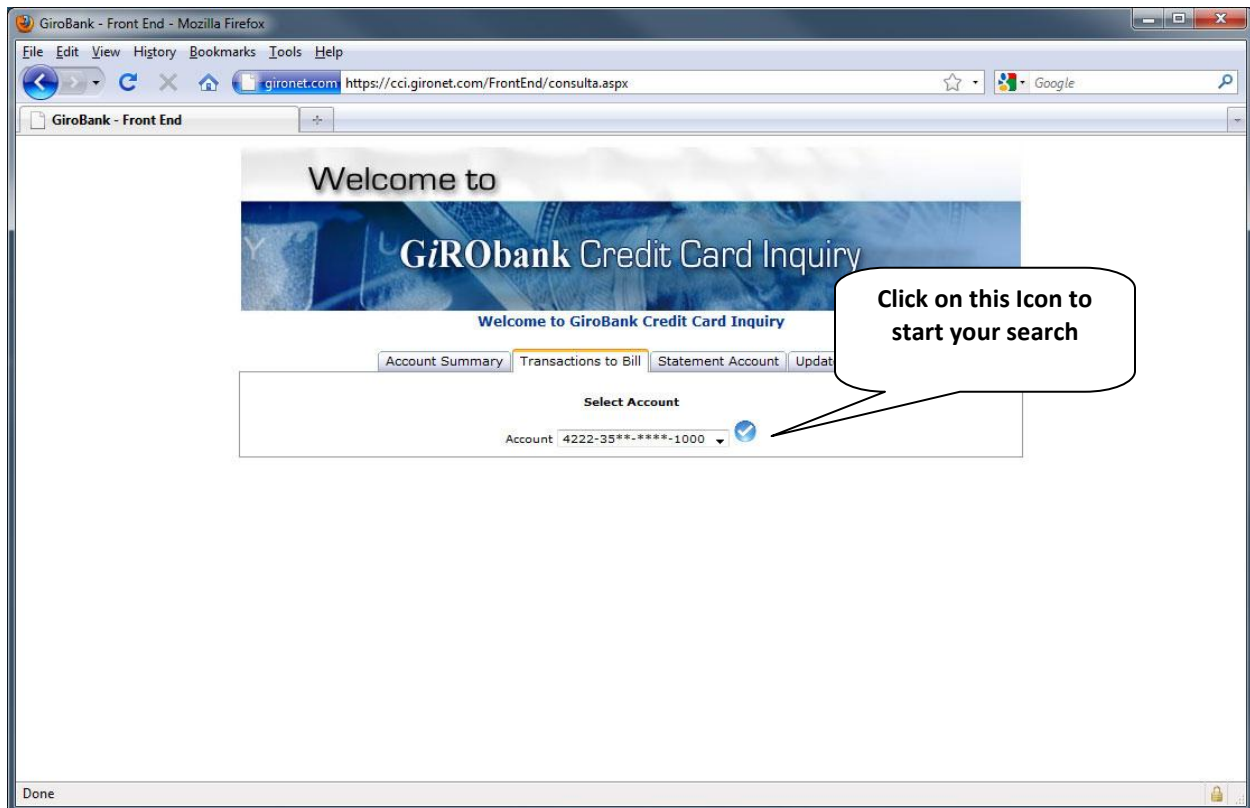 GiroBank - Front End - Mozilla Firefox
File Edit View History Bookmarks Tools Help
gironet.com https://cci.gironet.com/FrontEnd/consulta.aspx
Google
GiroBank - Front End
Welcome to
GiRObank Credit Card Inquiry
Click on this Icon to
start your search
Welcome to GiroBank Credit Card Inquiry
Account Summary Transactions to Bill Statement Account Updat
Select Account
Account 4222-35**-****-1000
Done